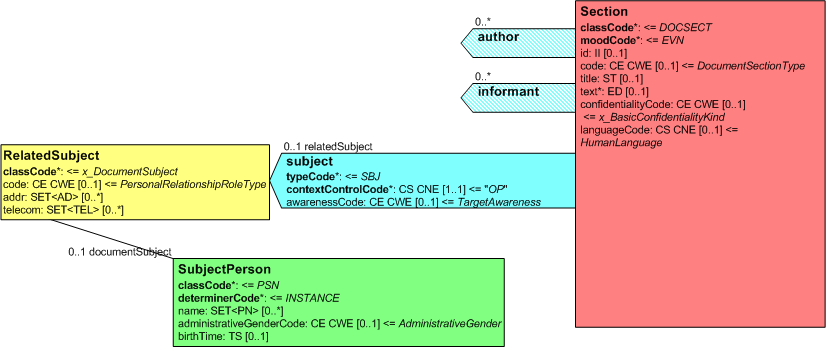 0..*
author
0..*
informant
Section
classCode*: <= DOCSECT
moodCode*: <= EVN
id: II [0..1]
code: CE CWE [0..1] <= DocumentSectionType
title: ST [0..1]
text*: ED [0..1]
confidentialityCode: CE CWE [0..1]
<= x_BasicConfidentialityKind
languageCode: CS CNE [0..1] <=
HumanLanguage
0..1 relatedSubject
subject
typeCode*: <= SBJ
contextControlCode*: CS CNE [1..1] <= "OP"
awarenessCode: CE CWE [0..1] <= TargetAwareness
RelatedSubject
classCode*: <= x_DocumentSubject
code: CE CWE [0..1] <= PersonalRelationshipRoleType
addr: SET<AD> [0..*]
telecom: SET<TEL> [0..*]
0..1 documentSubject
SubjectPerson
classCode*: <= PSN
determinerCode*: <= INSTANCE
name: SET<PN> [0..*]
administrativeGenderCode: CE CWE [0..1] <= AdministrativeGender
birthTime: TS [0..1]